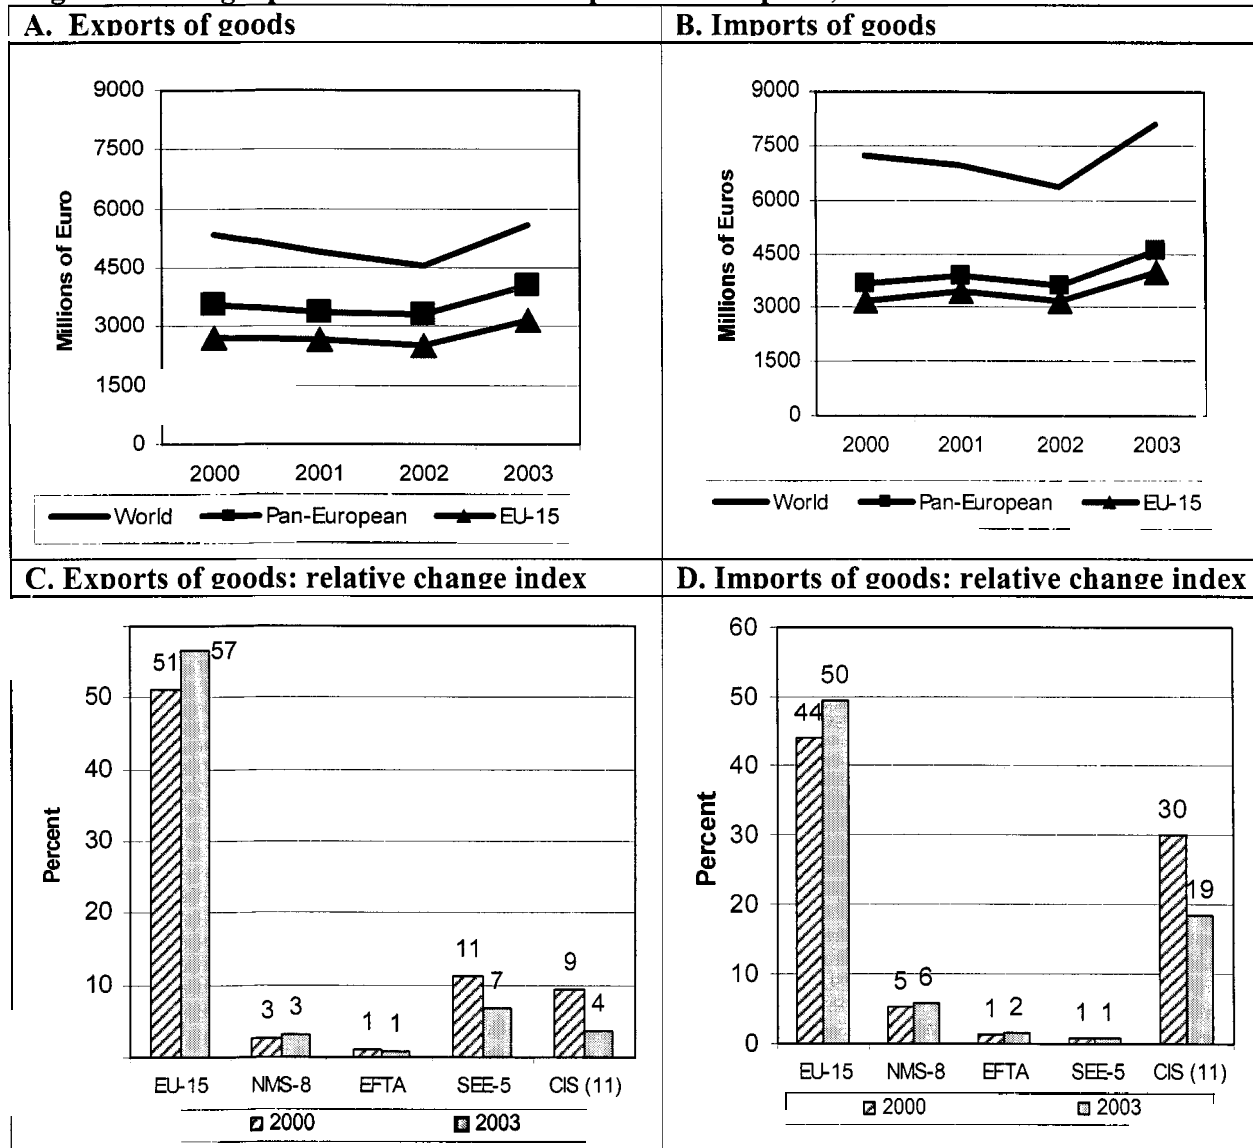 A. Exports of goods
B. Imports of goods
9000
7500
6000
4500
3000
1500
0
Millions of Euro
2000 2001 2002 2003
World Pan-European EU-15
9000
7500
6000
4500
3000
1500
0
Millions of Euros
2000 2001 2002 2003
World Pan-European EU-15
C. Exports of goods: relative change index
D. Imports of goods: relative change index
50
40
30
20
10
Percent
51 57
3 3
1 1
11 7
9 4
EU-15 NMS-8 EFTA SEE-5 CIS (11)
2000 2003
60
50
40
30
20
10
0
Percent
44 50
5 6
1 2
1 1
30 19
EU-15 NMS-8 EFTA SEE-5 CIS (11)
2000 2003